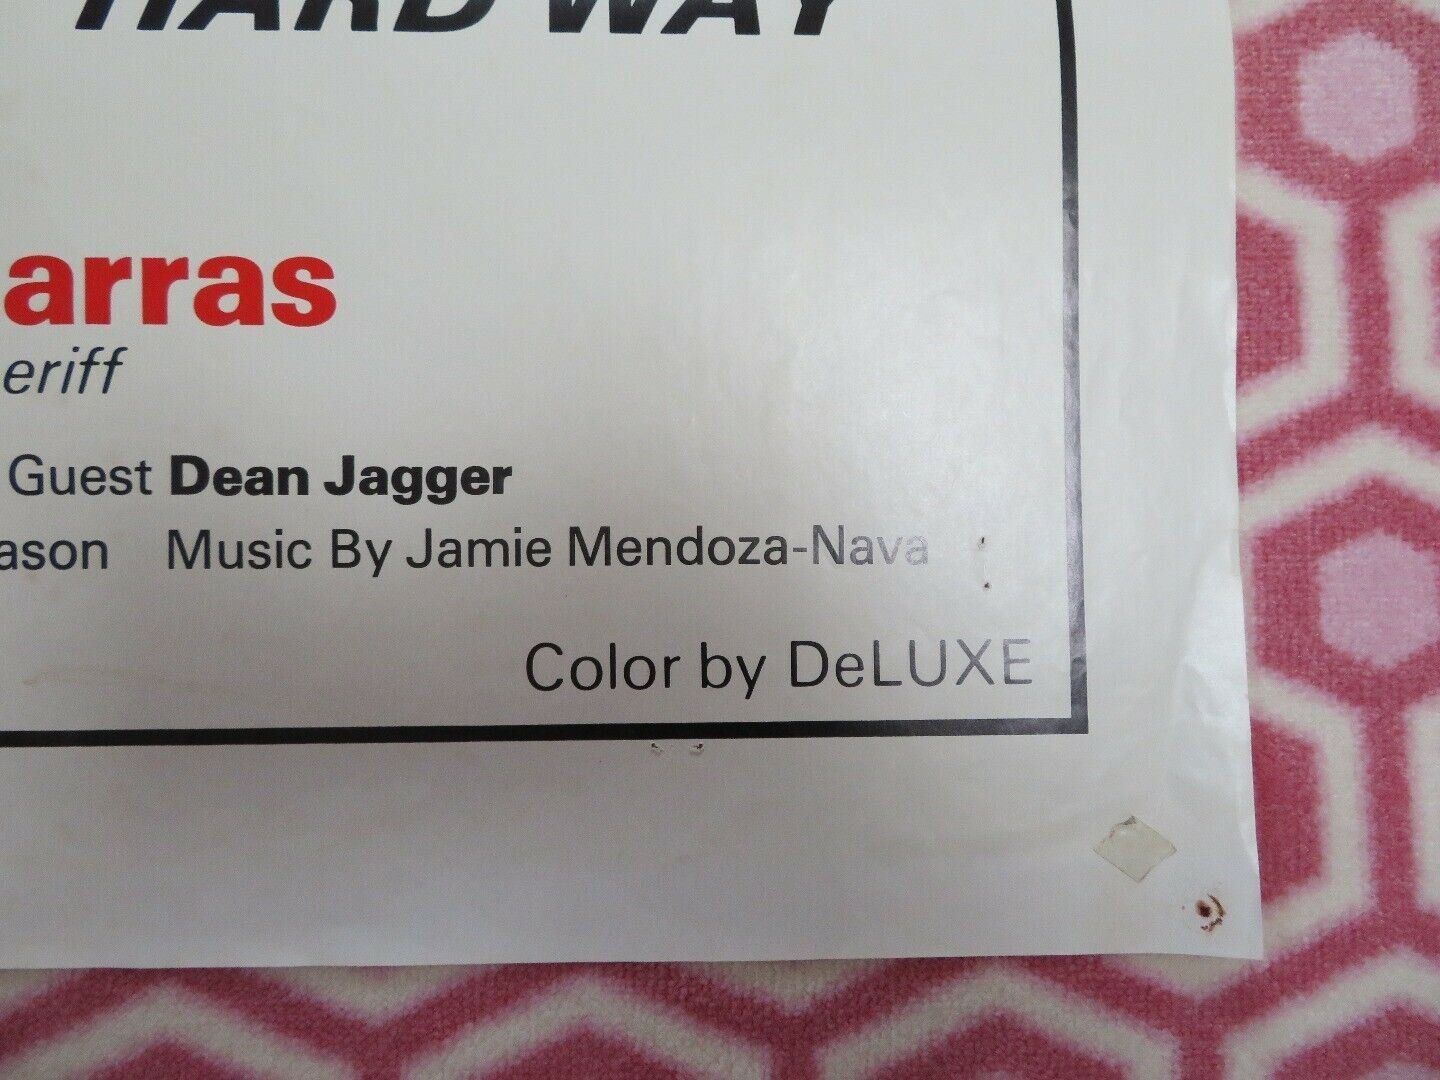 HARD WAY
arras
eriff
Guest Dean Jagger
ason Music By Jamie Mendoza-Nava
Color by DeLUXE